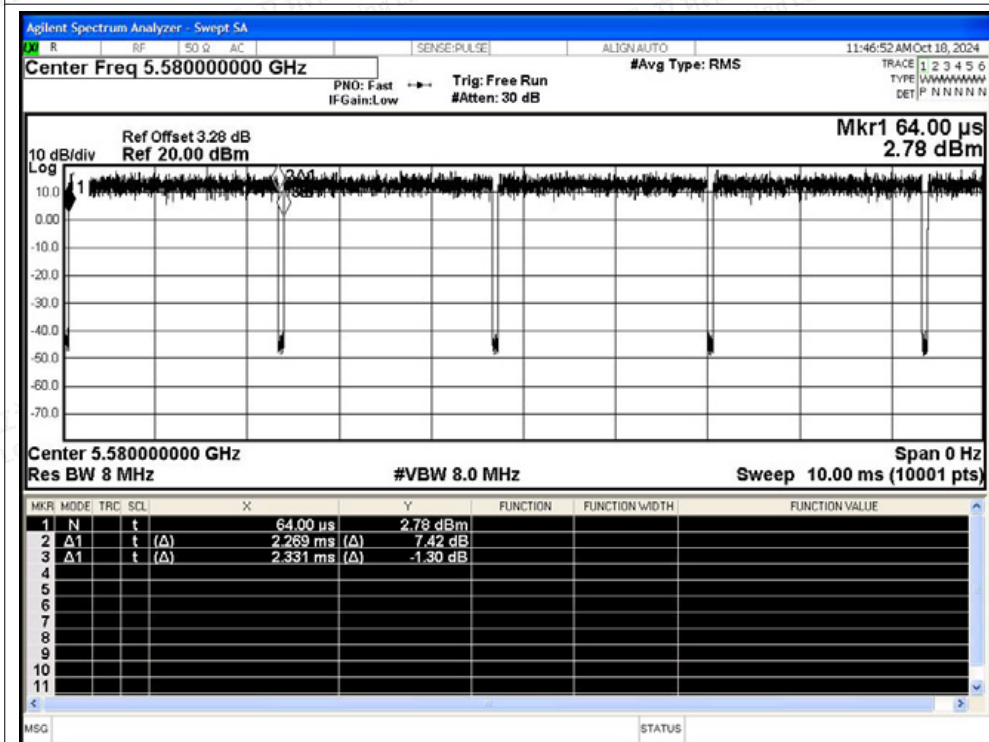 Agilent Spectrum Analyzer - Swept SA
LXI R RF 50 Ω AC SENSE:PULSE ALIGN AUTO 11:46:52 AM Oct 18, 2024
Center Freq 5.580000000 GHz
#Avg Type: RMS
TRACE 1 2 3 4 5 6
PNO: Fast
Trig: Free Run
TYPE WWWWWW
IFGain:Low
#Atten: 30 dB
DET P N N N N N
Mkr1 64.00 µs
2.78 dBm
Ref Offset 3.28 dB
10 dB/div Ref 20.00 dBm
Log
10.0
1
2Δ1
0.00
-10.0
-20.0
-30.0
-40.0
-50.0
-60.0
-70.0
Center 5.580000000 GHz Span 0 Hz
Res BW 8 MHz #VBW 8.0 MHz Sweep 10.00 ms (10001 pts)
MKR MODE TRC SCL X Y FUNCTION FUNCTION WIDTH FUNCTION VALUE
1 N t 64.00 µs 2.78 dBm
2 Δ1 t (Δ) 2.269 ms (Δ) 7.42 dB
3 Δ1 t (Δ) 2.331 ms (Δ) -1.30 dB
4
5
6
7
8
9
10
11
MSG STATUS